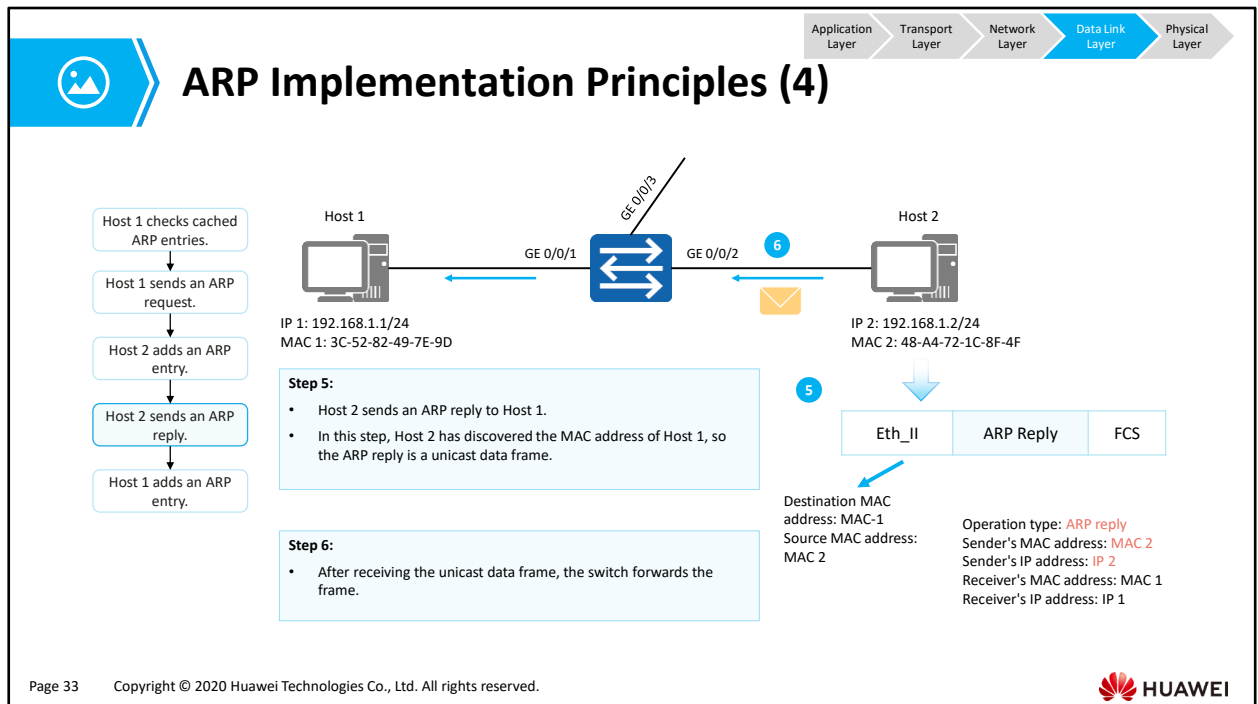 Application
Layer
Transport
Layer
Network
Layer
Data Link
Layer
Physical
Layer
ARP Implementation Principles (4)
Host 1 checks cached
ARP entries.
Host 1 sends an ARP
request.
Host 2 adds an ARP
entry.
Host 2 sends an ARP
reply.
Host 1 adds an ARP
entry.
Host 1
GE 0/0/1
GE 0/0/3
GE 0/0/2
6
Host 2
IP 1: 192.168.1.1/24
MAC 1: 3C-52-82-49-7E-9D
IP 2: 192.168.1.2/24
MAC 2: 48-A4-72-1C-8F-4F
Step 5:
• Host 2 sends an ARP reply to Host 1.
• In this step, Host 2 has discovered the MAC address of Host 1, so
the ARP reply is a unicast data frame.
5
Eth_II
ARP Reply
FCS
Destination MAC
address: MAC-1
Source MAC address:
MAC 2
Operation type: ARP reply
Sender's MAC address: MAC 2
Sender's IP address: IP 2
Receiver's MAC address: MAC 1
Receiver's IP address: IP 1
Step 6:
• After receiving the unicast data frame, the switch forwards the
frame.
Page 33 Copyright © 2020 Huawei Technologies Co., Ltd. All rights reserved.
HUAWEI